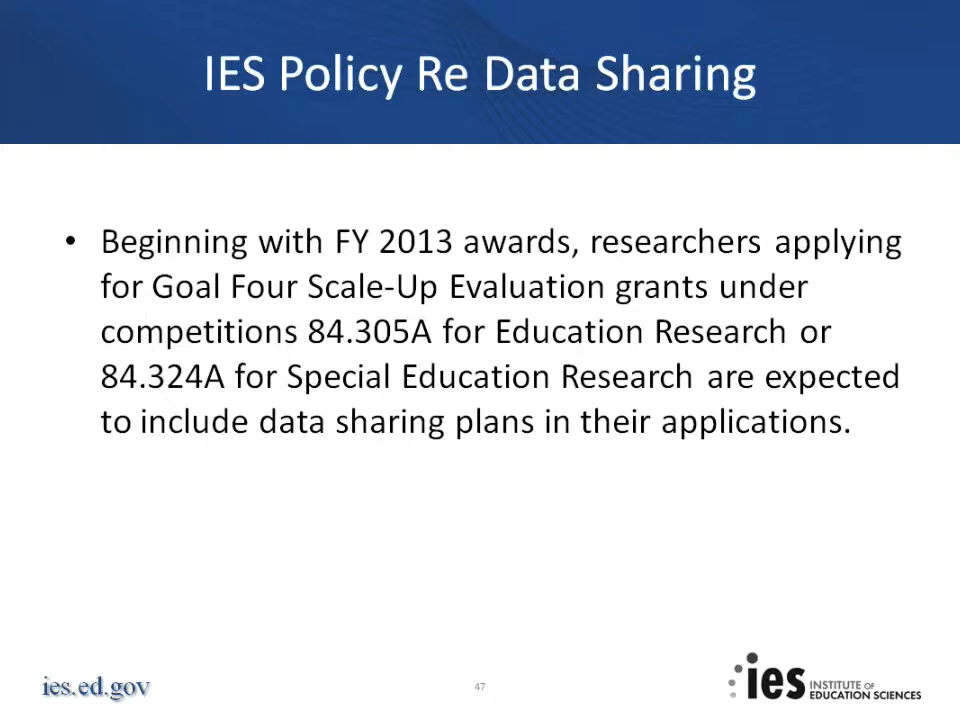 IES Policy Re Data Sharing
• Beginning with FY 2013 awards, researchers applying
for Goal Four Scale-Up Evaluation grants under
competitions 84.305A for Education Research or
84.324A for Special Education Research are expected
to include data sharing plans in their applications.
ies.ed.gov
47
ies INSTITUTE OF
EDUCATION SCIENCES